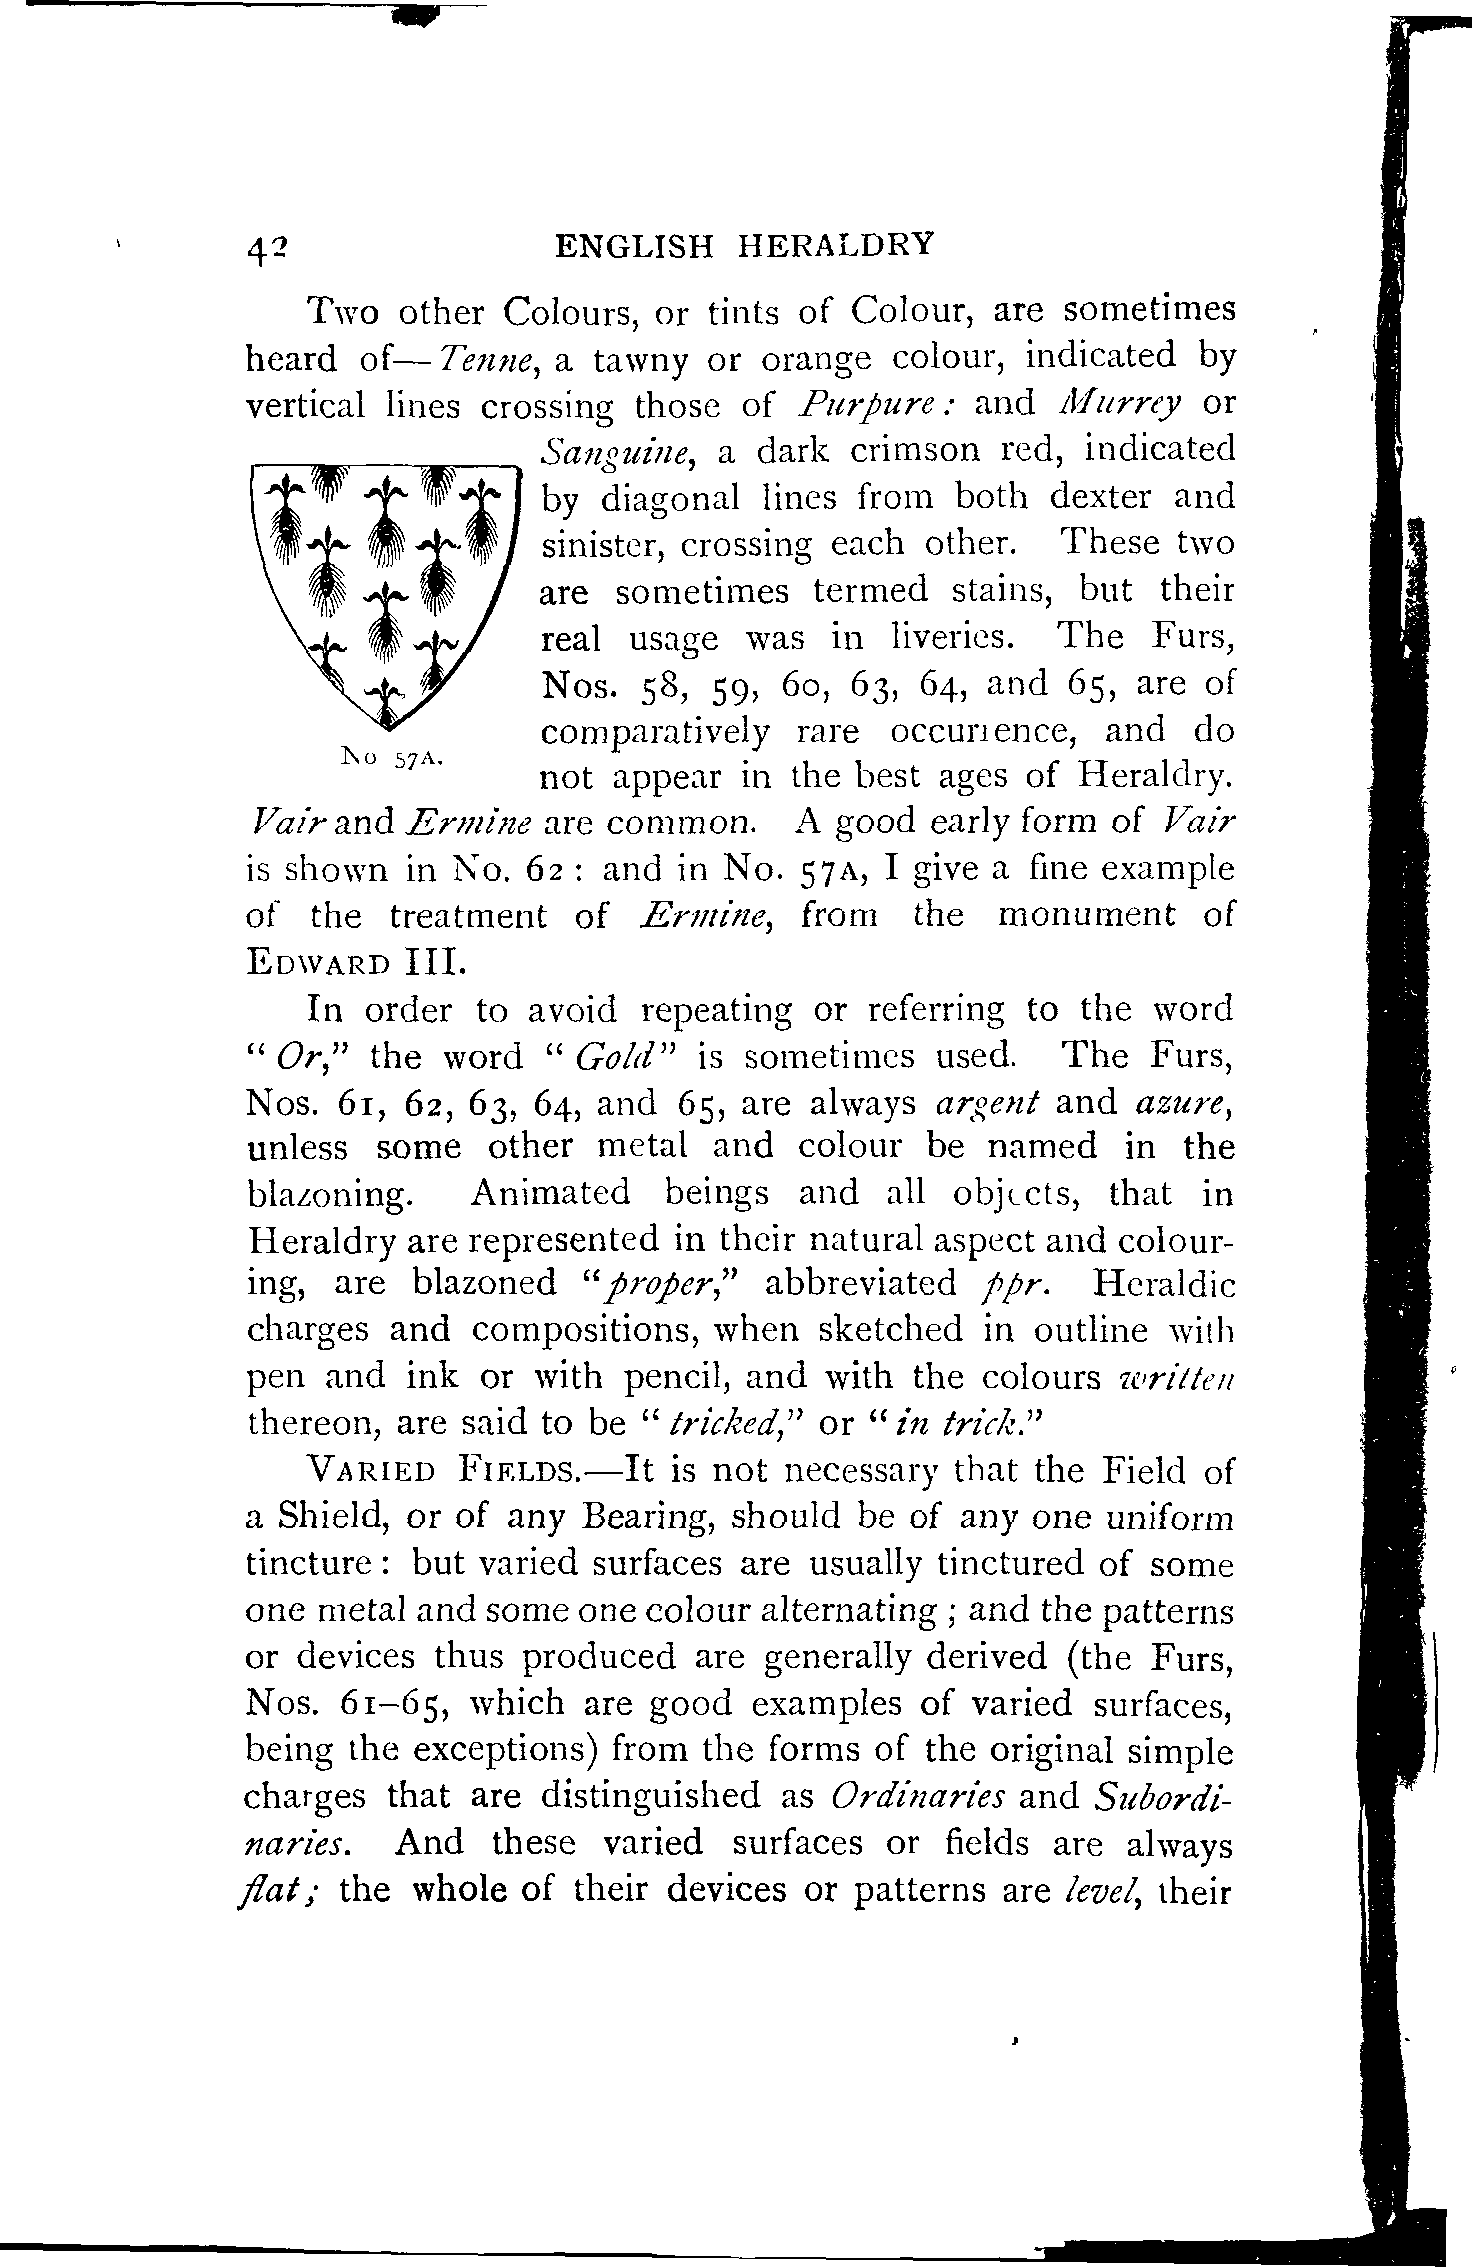 42 ENGLISH HERALDRY
Two other Colours, or tints of Colour, are sometimes
heard of—Tenne, a tawny or orange colour, indicated by
vertical lines crossing those of Purpure: and Murrey or
Sanguine, a dark crimson red, indicated
by diagonal lines from both dexter and
sinister, crossing each other. These two
are sometimes termed stains, but their
real usage was in liveries. The Furs,
Nos. 58, 59, 60, 63, 64, and 65, are of
comparatively rare occurrence, and do
not appear in the best ages of Heraldry.
No 57A.
Vair and Ermine are common. A good early form of Vair
is shown in No. 62 : and in No. 57A, I give a fine example
of the treatment of Ermine, from the monument of
EDWARD III.
In order to avoid repeating or referring to the word
" Or," the word " Gold" is sometimes used. The Furs,
Nos. 61, 62, 63, 64, and 65, are always argent and azure,
unless some other metal and colour be named in the
blazoning. Animated beings and all objects, that in
Heraldry are represented in their natural aspect and colour-
ing, are blazoned "proper," abbreviated ppr. Heraldic
charges and compositions, when sketched in outline with
pen and ink or with pencil, and with the colours written
thereon, are said to be " tricked," or " in trick."
VARIED FIELDS.—It is not necessary that the Field of
a Shield, or of any Bearing, should be of any one uniform
tincture : but varied surfaces are usually tinctured of some
one metal and some one colour alternating ; and the patterns
or devices thus produced are generally derived (the Furs,
Nos. 61–65, which are good examples of varied surfaces,
being the exceptions) from the forms of the original simple
charges that are distinguished as Ordinaries and Subordi-
naries. And these varied surfaces or fields are always
flat; the whole of their devices or patterns are level, their